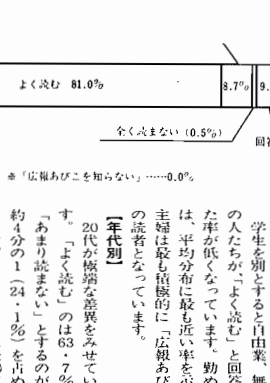 よく読む 81.0%
8.7%
9.
全く読まない (0.5%)
回答
※「広報あびこを知らない」……0.0%
学生を別とすると自由業、無
の人たちが、「よく読む」と回答
た率が低くなっています。勤め
は、平均分布に最も近い率を示
主婦は最も積極的に「広報あび
の読者となっています。
【年代別】
20代が極端な差異をみせてい
す。「よく読む」のは63・7%
「あまり読まない」とするのが
約4分の1(24・1%)を占め